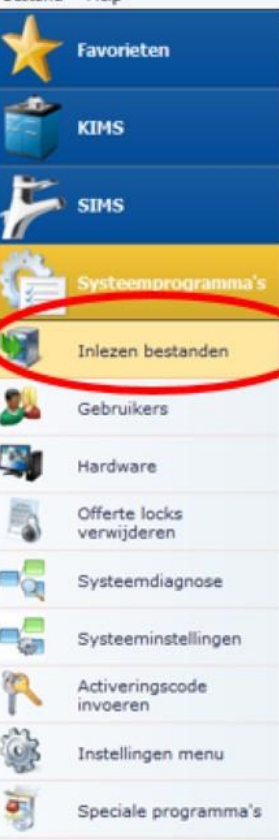 Help
Favorieten
KIMS
SIMS
Systeemprogramma's
Inlezen bestanden
Gebruikers
Hardware
Offerte locks
verwijderen
Systeemdiagnose
Systeeminstellingen
Activeringscode
invoeren
Instellingen menu
Speciale programma's